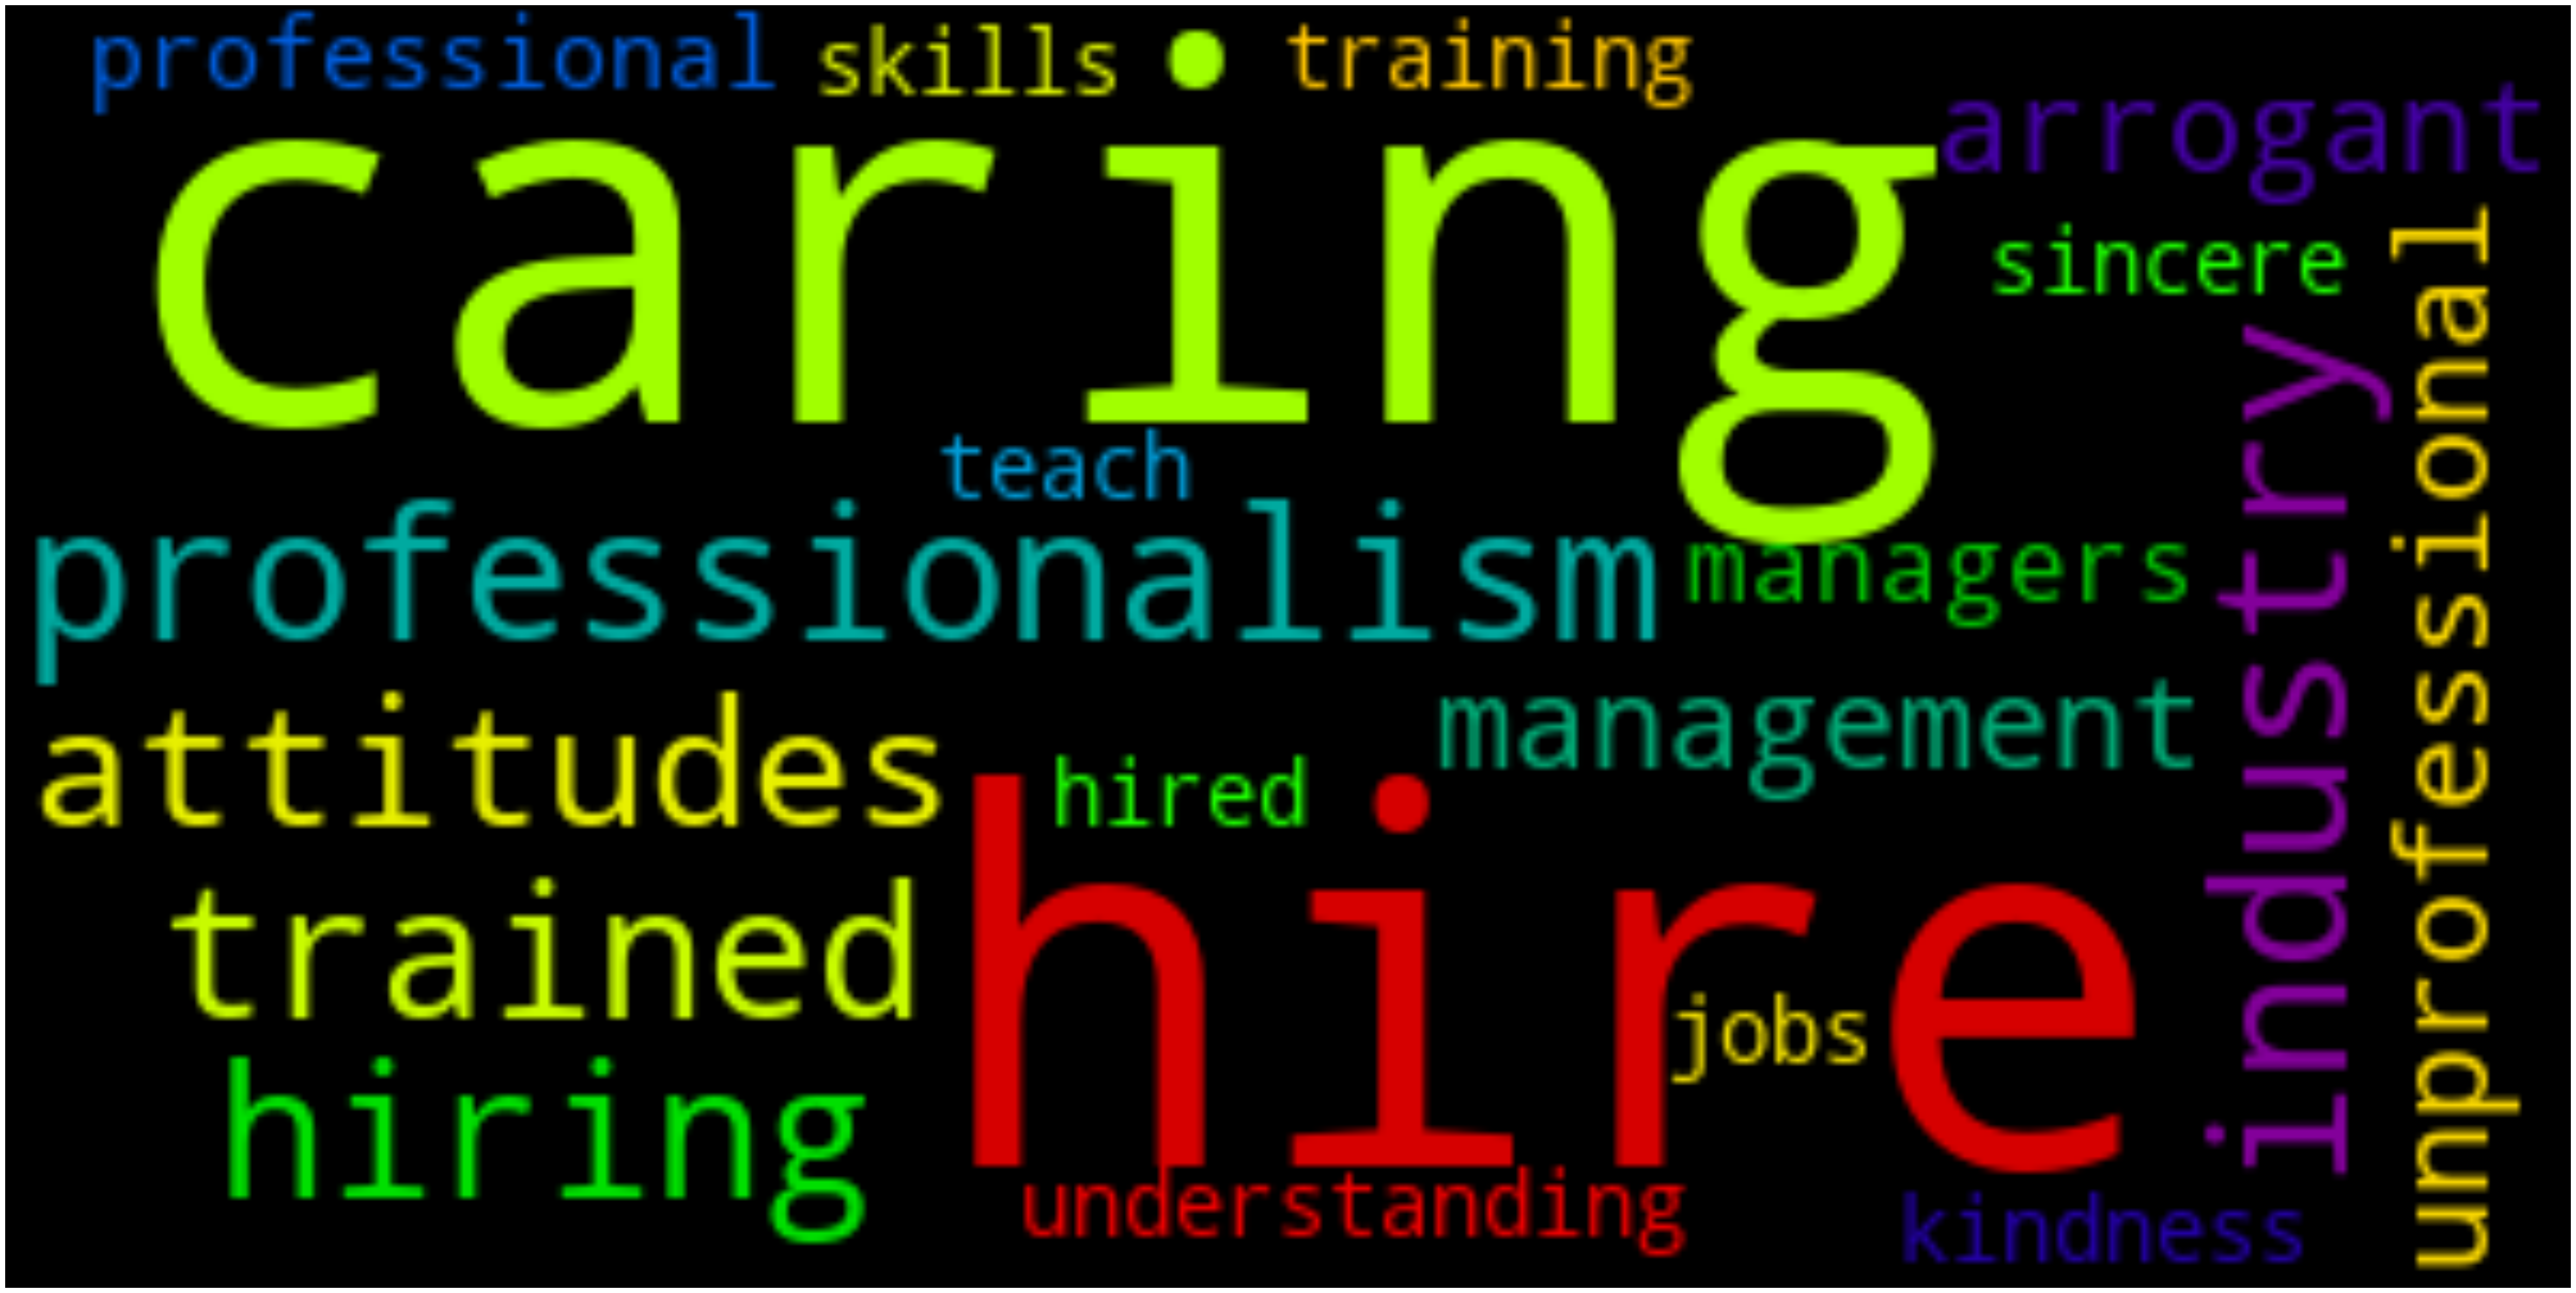 professional skills training
arrogant
caring
sincere
teach
professionalism
managers
industry
unprofessional
management
attitudes
hired
hire
trained
jobs
hiring
understanding
kindness